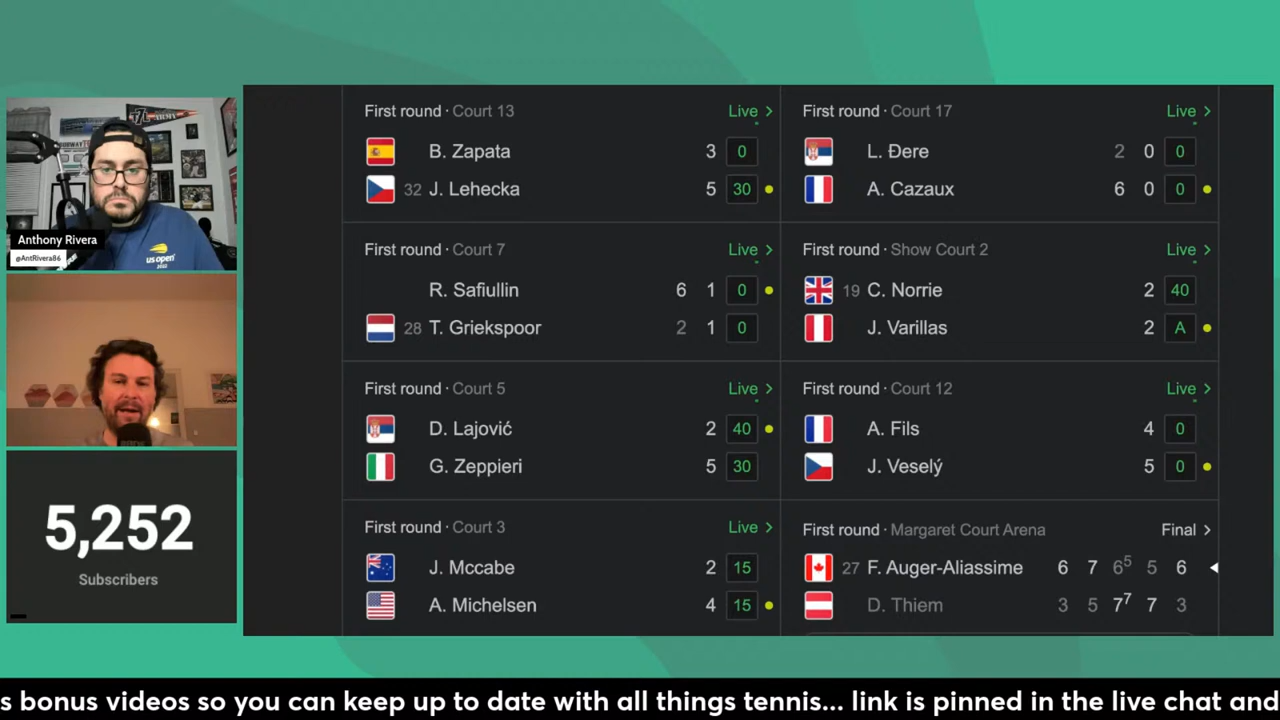 Anthony Rivera
@AntRivera86
us open
5,252
Subscribers
First round · Court 13 Live >
B. Zapata 3 0
32 J. Lehecka 5 30
First round · Court 17 Live >
L. Đere 2 0 0
A. Cazaux 6 0 0
First round · Court 7 Live >
R. Safiullin 6 1 0
28 T. Griekspoor 2 1 0
First round · Show Court 2 Live >
19 C. Norrie 2 40
J. Varillas 2 A
First round · Court 5 Live >
D. Lajović 2 40
G. Zeppieri 5 30
First round · Court 12 Live >
A. Fils 4 0
J. Veselý 5 0
First round · Court 3 Live >
J. Mccabe 2 15
A. Michelsen 4 15
First round · Margaret Court Arena Final >
27 F. Auger-Aliassime 6 7 6⁵ 5 6
D. Thiem 3 5 7⁷ 7 3
s bonus videos so you can keep up to date with all things tennis... link is pinned in the live chat and